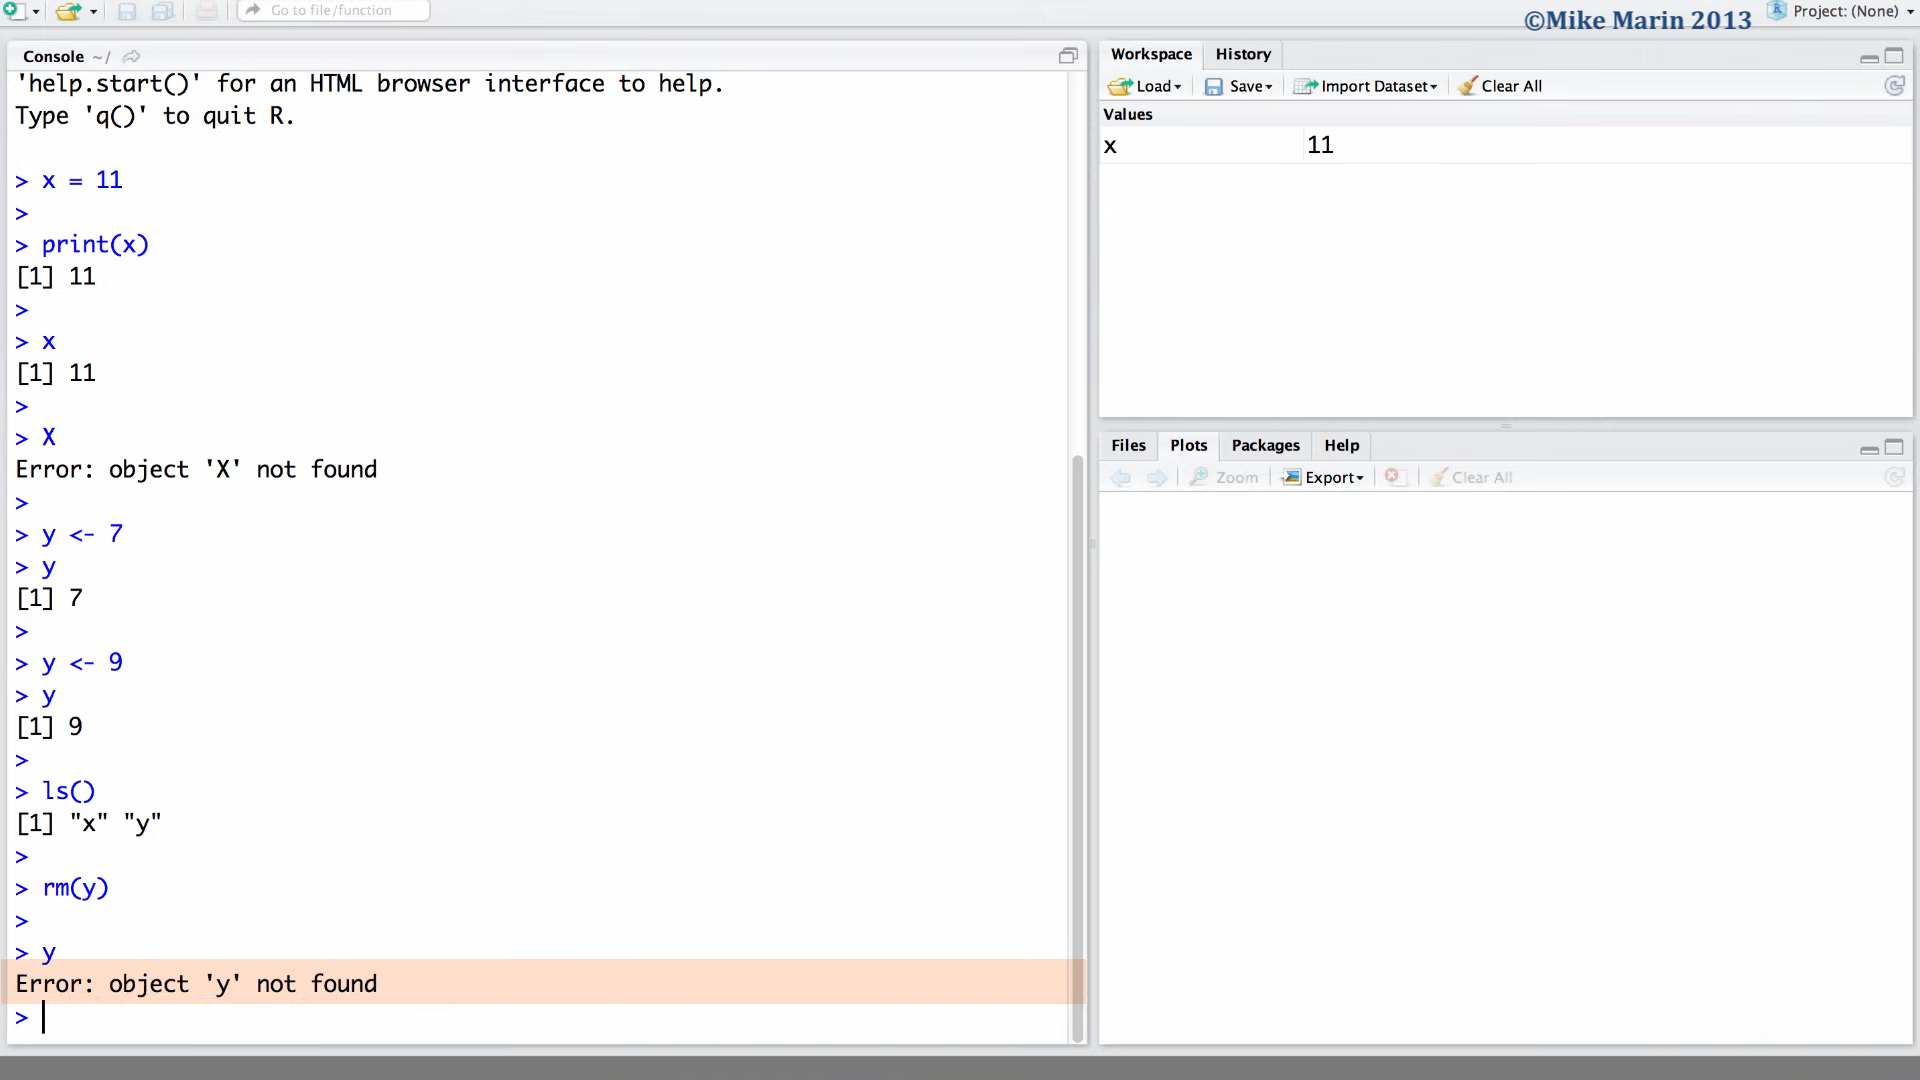 Go to file/function
©Mike Marin 2013
Project: (None)
Console ~/
'help.start()' for an HTML browser interface to help.
Type 'q()' to quit R.
> x = 11
>
> print(x)
[1] 11
>
> x
[1] 11
>
> X
Error: object 'X' not found
>
> y <- 7
> y
[1] 7
>
> y <- 9
> y
[1] 9
>
> ls()
[1] "x" "y"
>
> rm(y)
>
> y
Error: object 'y' not found
>
Workspace History
Load Save Import Dataset Clear All
Values
x 11
Files Plots Packages Help
Zoom Export Clear All